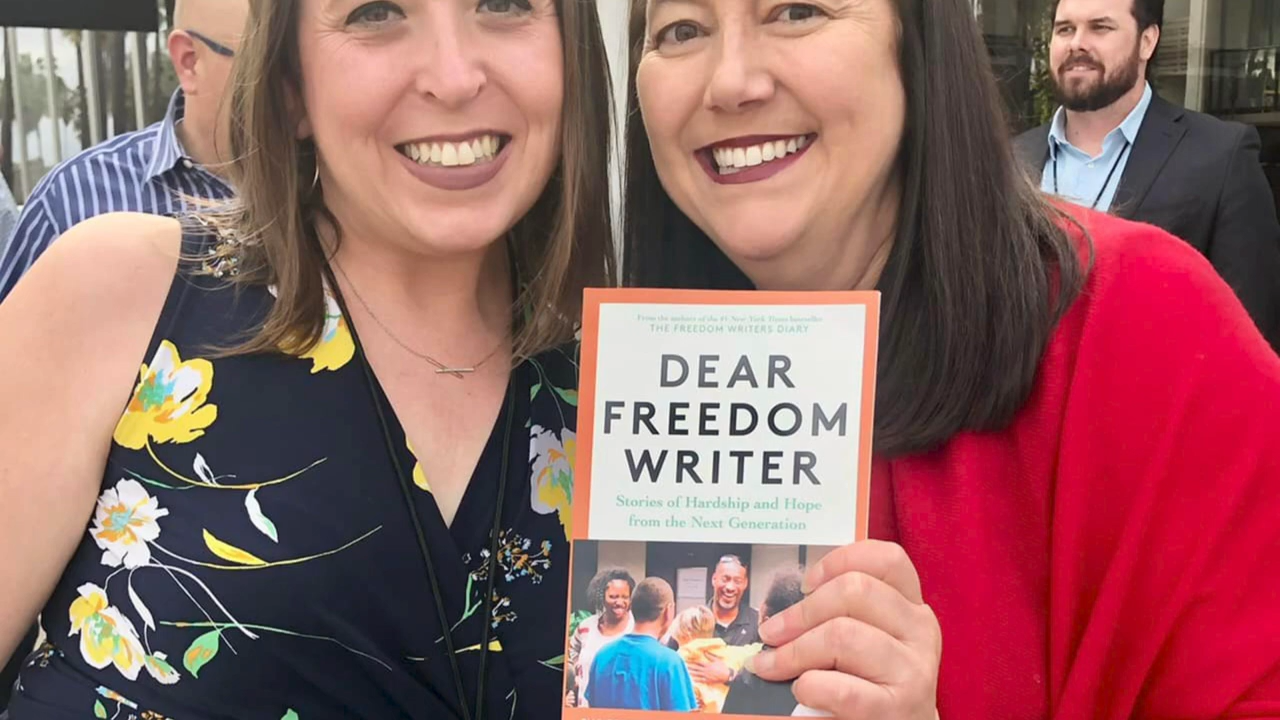 From the authors of the #1 New York Times bestseller
THE FREEDOM WRITERS DIARY
DEAR
FREEDOM
WRITER
Stories of Hardship and Hope
from the Next Generation